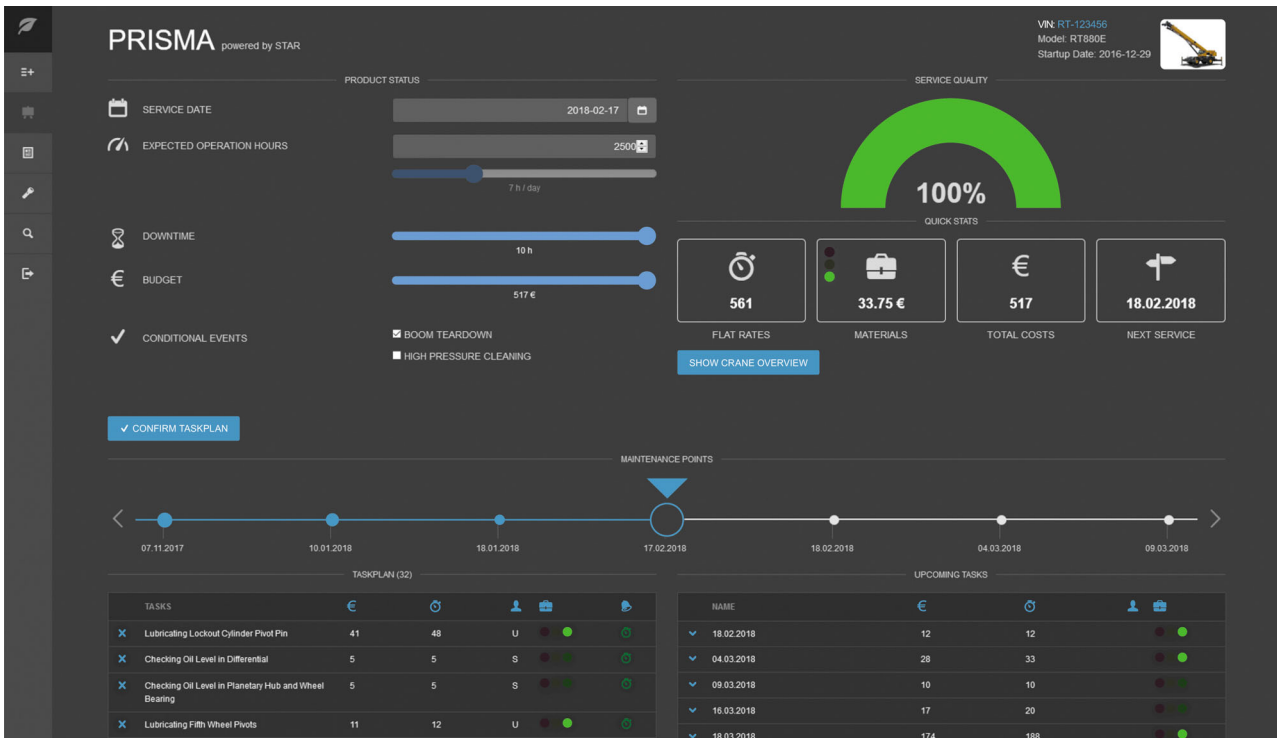 PRISMA powered by STAR
VIN: RT-123456
Model: RT880E
Startup Date: 2016-12-29
PRODUCT STATUS
SERVICE DATE
2018-02-17
EXPECTED OPERATION HOURS
2500
7 h / day
DOWNTIME
10 h
€ BUDGET
517 €
CONDITIONAL EVENTS
BOOM TEARDOWN
HIGH PRESSURE CLEANING
CONFIRM TASKPLAN
SERVICE QUALITY
100%
QUICK STATS
€
561 33.75 € 517 18.02.2018
FLAT RATES MATERIALS TOTAL COSTS NEXT SERVICE
SHOW CRANE OVERVIEW
MAINTENANCE POINTS
07.11.2017 10.01.2018 18.01.2018 17.02.2018 18.02.2018 04.03.2018 09.03.2018
TASKPLAN (32)
TASKS €
Lubricating Lockout Cylinder Pivot Pin 41 48 U
Checking Oil Level in Differential 5 5 S
Checking Oil Level in Planetary Hub and Wheel 5 5 S
Bearing
Lubricating Fifth Wheel Pivots 11 12 U
UPCOMING TASKS
NAME €
18.02.2018 12 12
04.03.2018 28 33
09.03.2018 10 10
16.03.2018 17 20
18.03.2018 174 188